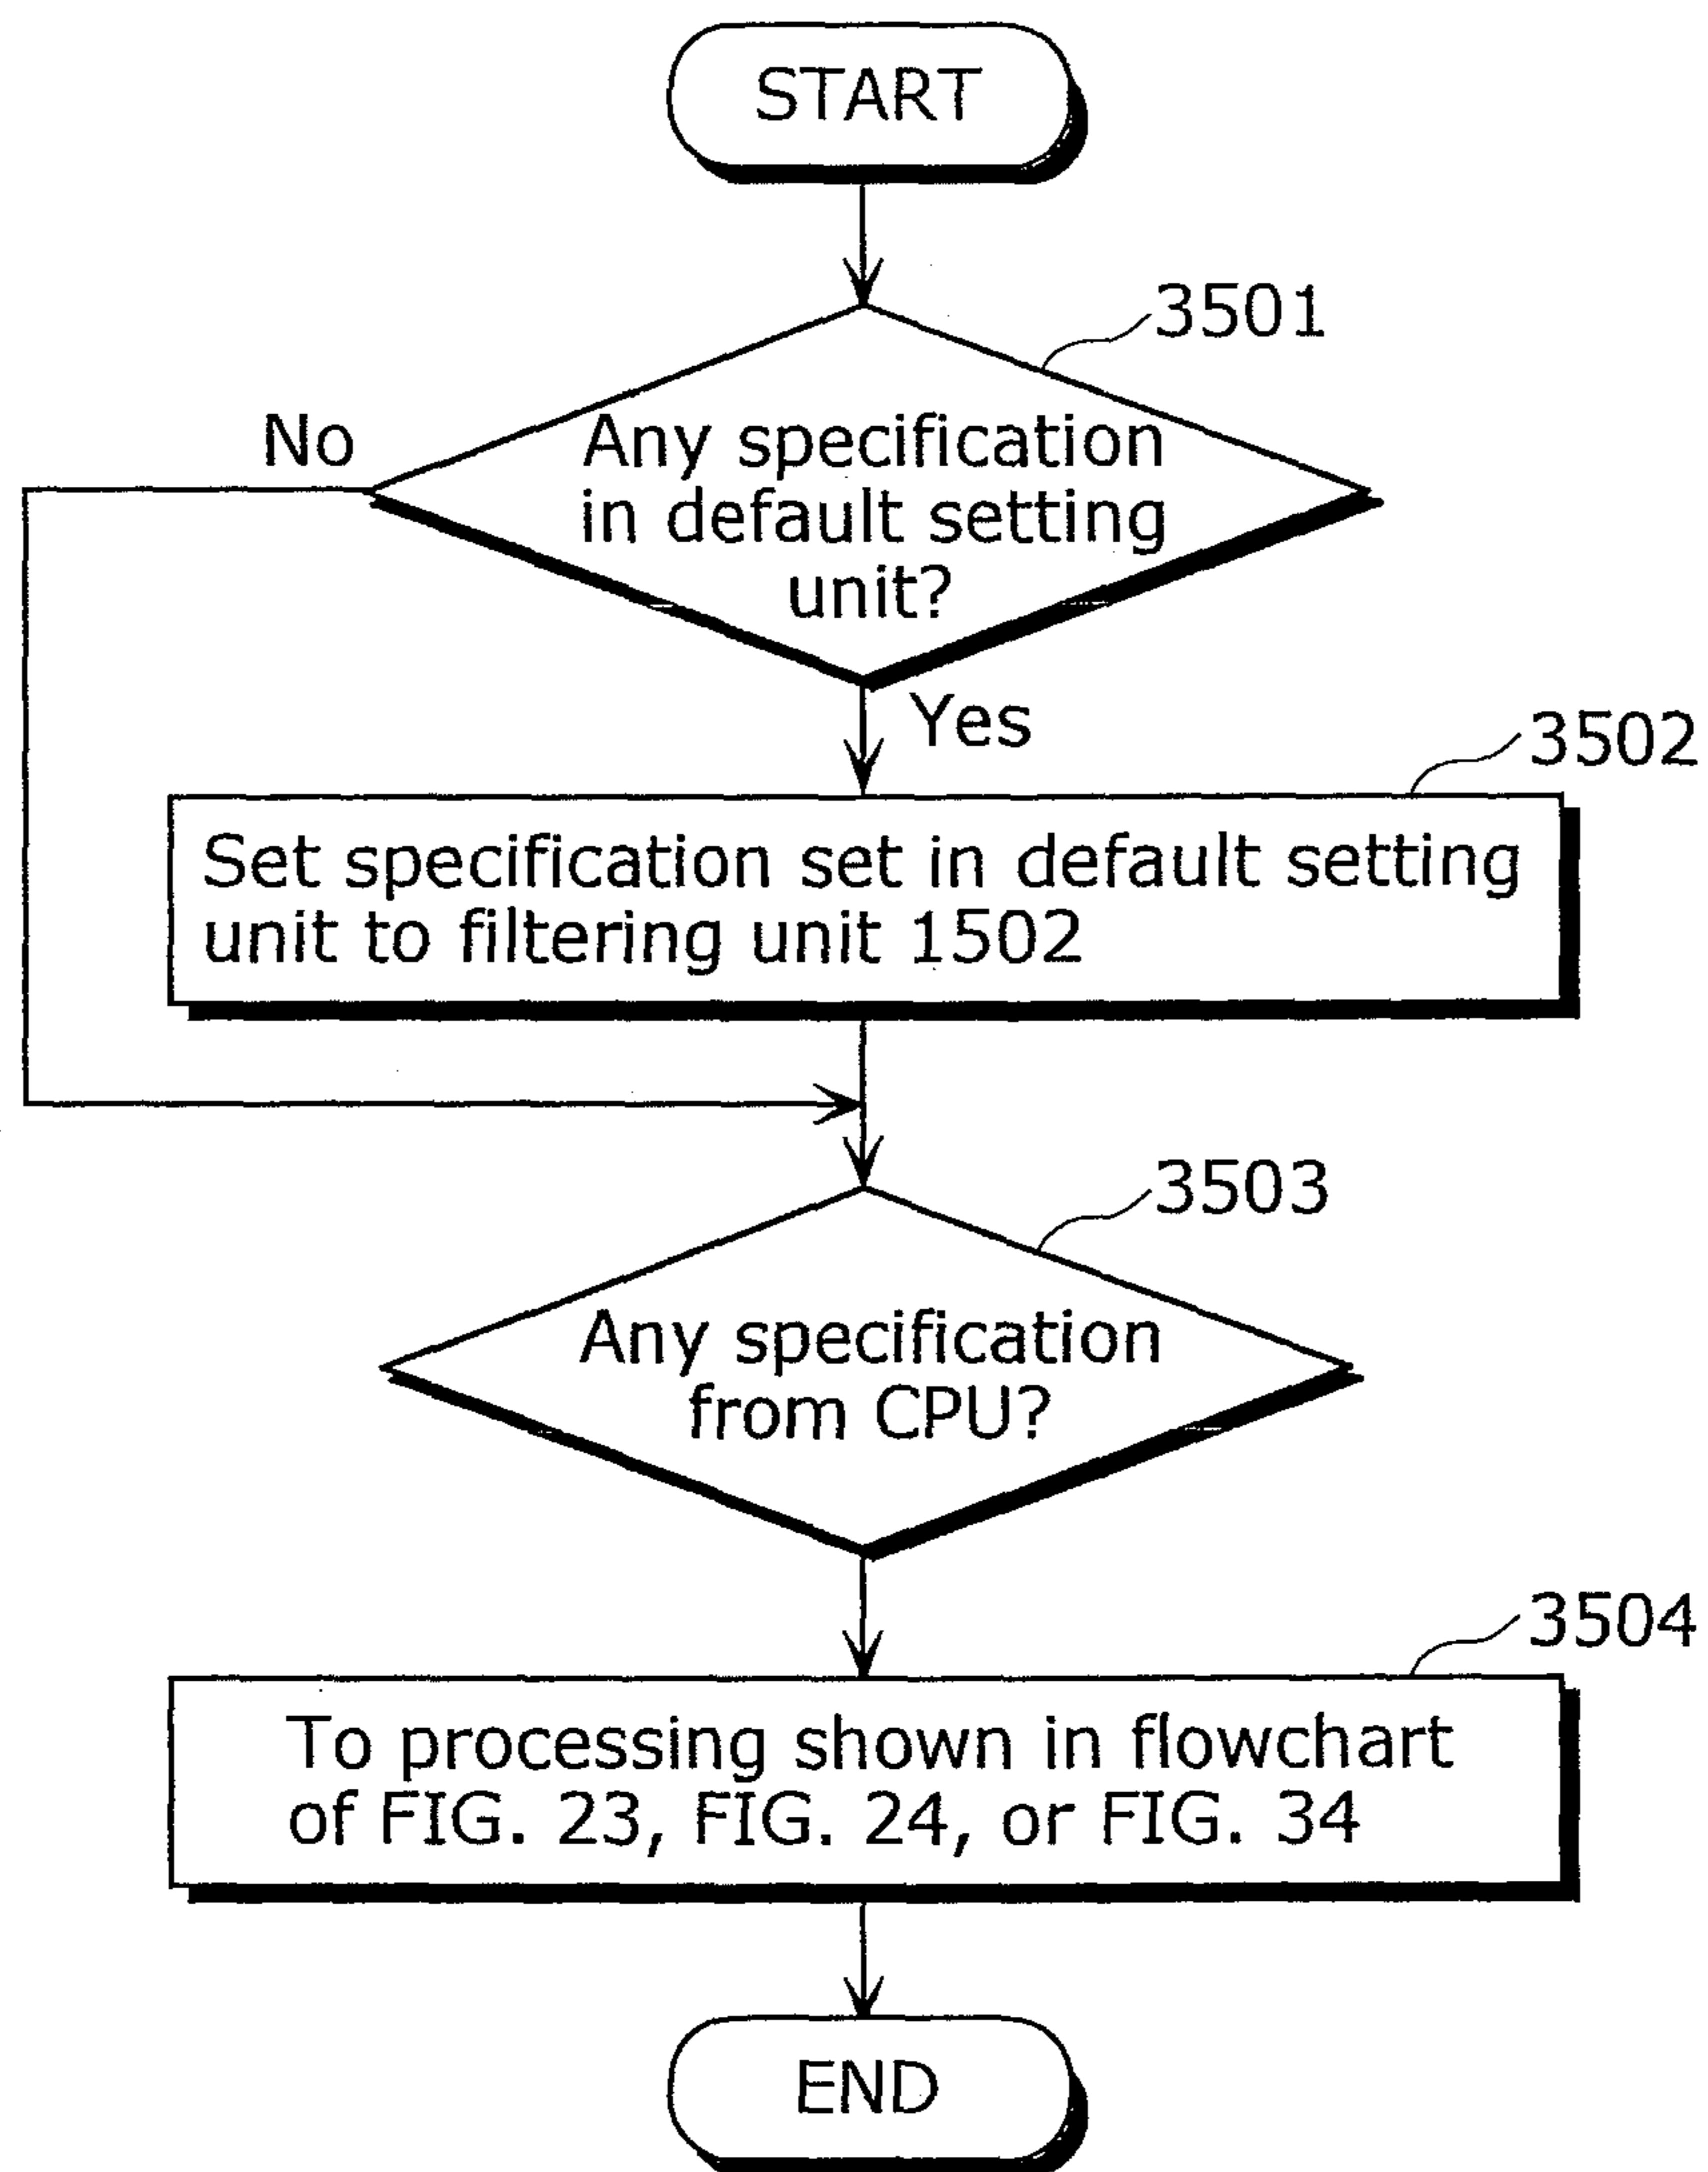 START
3501
No
Any specification
in default setting
unit?
Yes
3502
Set specification set in default setting
unit to filtering unit 1502
3503
Any specification
from CPU?
3504
To processing shown in flowchart
of FIG. 23, FIG. 24, or FIG. 34
END